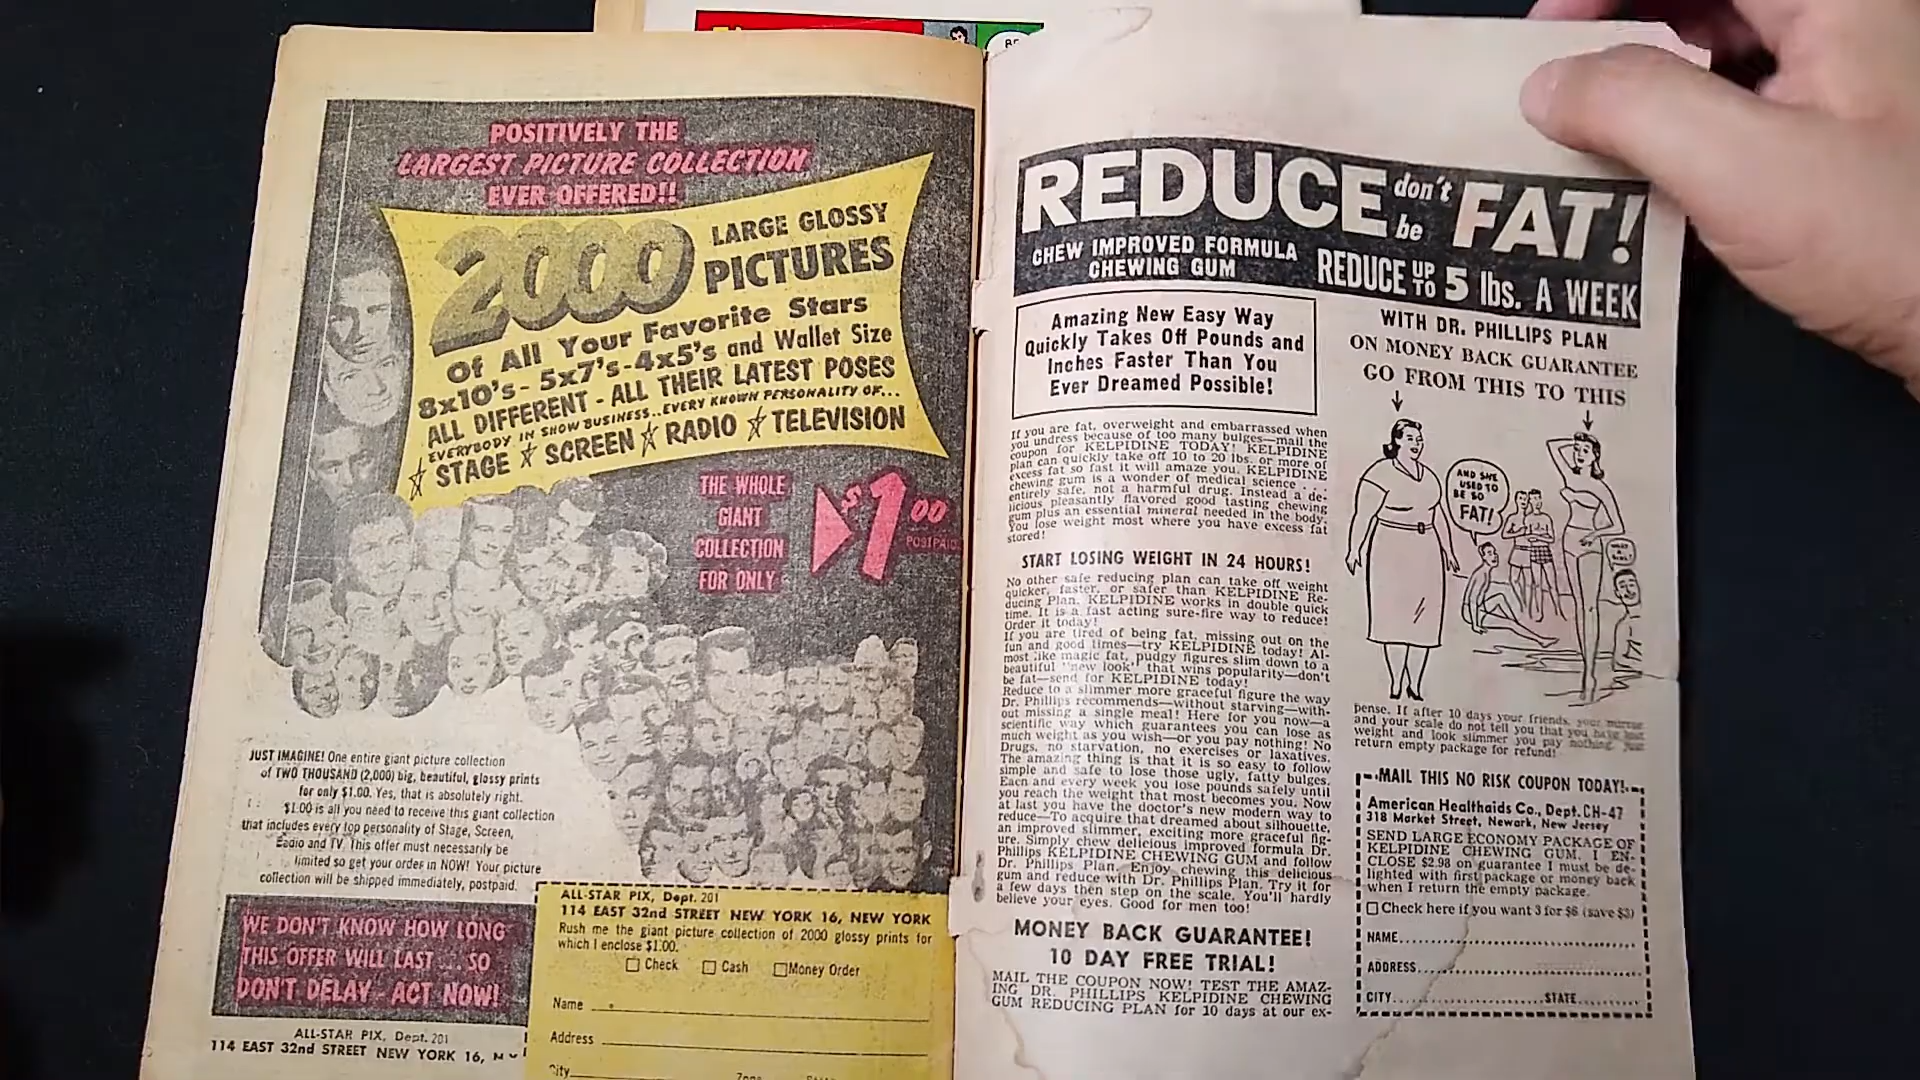 POSITIVELY THE
LARGEST PICTURE COLLECTION
EVER OFFERED!!
2000 LARGE GLOSSY
PICTURES
Of All Your Favorite Stars
8x10's - 5x7's - 4x5's and Wallet Size
ALL DIFFERENT - ALL THEIR LATEST POSES
EVERYBODY IN SHOW BUSINESS..EVERY KNOWN PERSONALITY OF...
STAGE ☆ SCREEN ☆ RADIO ☆ TELEVISION
THE WHOLE
GIANT
COLLECTION
FOR ONLY
$1.00
POSTPAID
JUST IMAGINE! One entire giant picture collection
of TWO THOUSAND (2,000) big, beautiful, glossy prints
for only $1.00. Yes, that is absolutely right.
$1.00 is all you need to receive this giant collection
that includes every top personality of Stage, Screen,
Radio and TV. This offer must necessarily be
limited so get your order in NOW! Your picture
collection will be shipped immediately, postpaid.
WE DON'T KNOW HOW LONG
THIS OFFER WILL LAST ... SO
DON'T DELAY - ACT NOW!
ALL-STAR PIX, Dept. 201
114 EAST 32nd STREET NEW YORK 16,
ALL-STAR PIX, Dept. 201
114 EAST 32nd STREET NEW YORK 16, NEW YORK
Rush me the giant picture collection of 2000 glossy prints for
which I enclose $1.00.
Check Cash Money Order
Name
Address
City
REDUCE don't be FAT!
CHEW IMPROVED FORMULA
CHEWING GUM
REDUCE UP TO 5 lbs. A WEEK
Amazing New Easy Way
Quickly Takes Off Pounds and
Inches Faster Than You
Ever Dreamed Possible!
If you are fat, overweight and embarrassed when
you undress because of too many bulges—mail the
coupon for KELPIDINE TODAY! KELPIDINE
plan can quickly take off 10 to 20 lbs. or more of
excess fat so fast it will amaze you. KELPIDINE
chewing gum is a wonder of medical science . . .
entirely safe, not a harmful drug. Instead a de-
licious pleasantly flavored good tasting chewing
gum plus an essential mineral needed in the body.
You lose weight most where you have excess fat
stored!
START LOSING WEIGHT IN 24 HOURS!
No other safe reducing plan can take off weight
quicker, faster, or safer than KELPIDINE Re-
ducing Plan. KELPIDINE works in double quick
time. It is a fast acting sure-fire way to reduce!
Order it today!
If you are tired of being fat, missing out on the
fun and good times—try KELPIDINE today! Al-
most like magic fat, pudgy figures slim down to a
beautiful "new look" that wins popularity—don't
be fat—send for KELPIDINE today!
Reduce to a slimmer more graceful figure the way
Dr. Phillips recommends—without starving—with-
out missing a single meal! Here for you now—a
scientific way which guarantees you can lose as
much weight as you wish—or you pay nothing! No
Drugs, no starvation, no exercises or laxatives.
The amazing thing is that it is so easy to follow
simple and safe to lose those ugly, fatty bulges.
Each and every week you lose pounds safely until
you reach the weight that most becomes you. Now
at last you have the doctor's new modern way to
reduce—To acquire that dreamed about silhouette,
an improved slimmer, exciting more graceful fig-
ure. Simply chew delicious improved formula Dr.
Phillips KELPIDINE CHEWING GUM and follow
Dr. Phillips Plan. Enjoy chewing this delicious
gum and reduce with Dr. Phillips Plan. Try it for
a few days then step on the scale. You'll hardly
believe your eyes. Good for men too!
MONEY BACK GUARANTEE!
10 DAY FREE TRIAL!
MAIL THE COUPON NOW! TEST THE AMAZ-
ING DR. PHILLIPS KELPIDINE CHEWING
GUM REDUCING PLAN for 10 days at our ex-
WITH DR. PHILLIPS PLAN
ON MONEY BACK GUARANTEE
GO FROM THIS TO THIS
AND SHE
USED TO
BE SO
FAT!
pense. If after 10 days your friends, your mirror
and your scale do not tell you that you have lost
weight and look slimmer you pay nothing, just
return empty package for refund!
MAIL THIS NO RISK COUPON TODAY!
American Healthaids Co., Dept. CH-47
318 Market Street, Newark, New Jersey
SEND LARGE ECONOMY PACKAGE OF
KELPIDINE CHEWING GUM. I EN-
CLOSE $2.98 on guarantee I must be de-
lighted with first package or money back
when I return the empty package.
Check here if you want 3 for $6 (save $3)
NAME
ADDRESS
CITY STATE